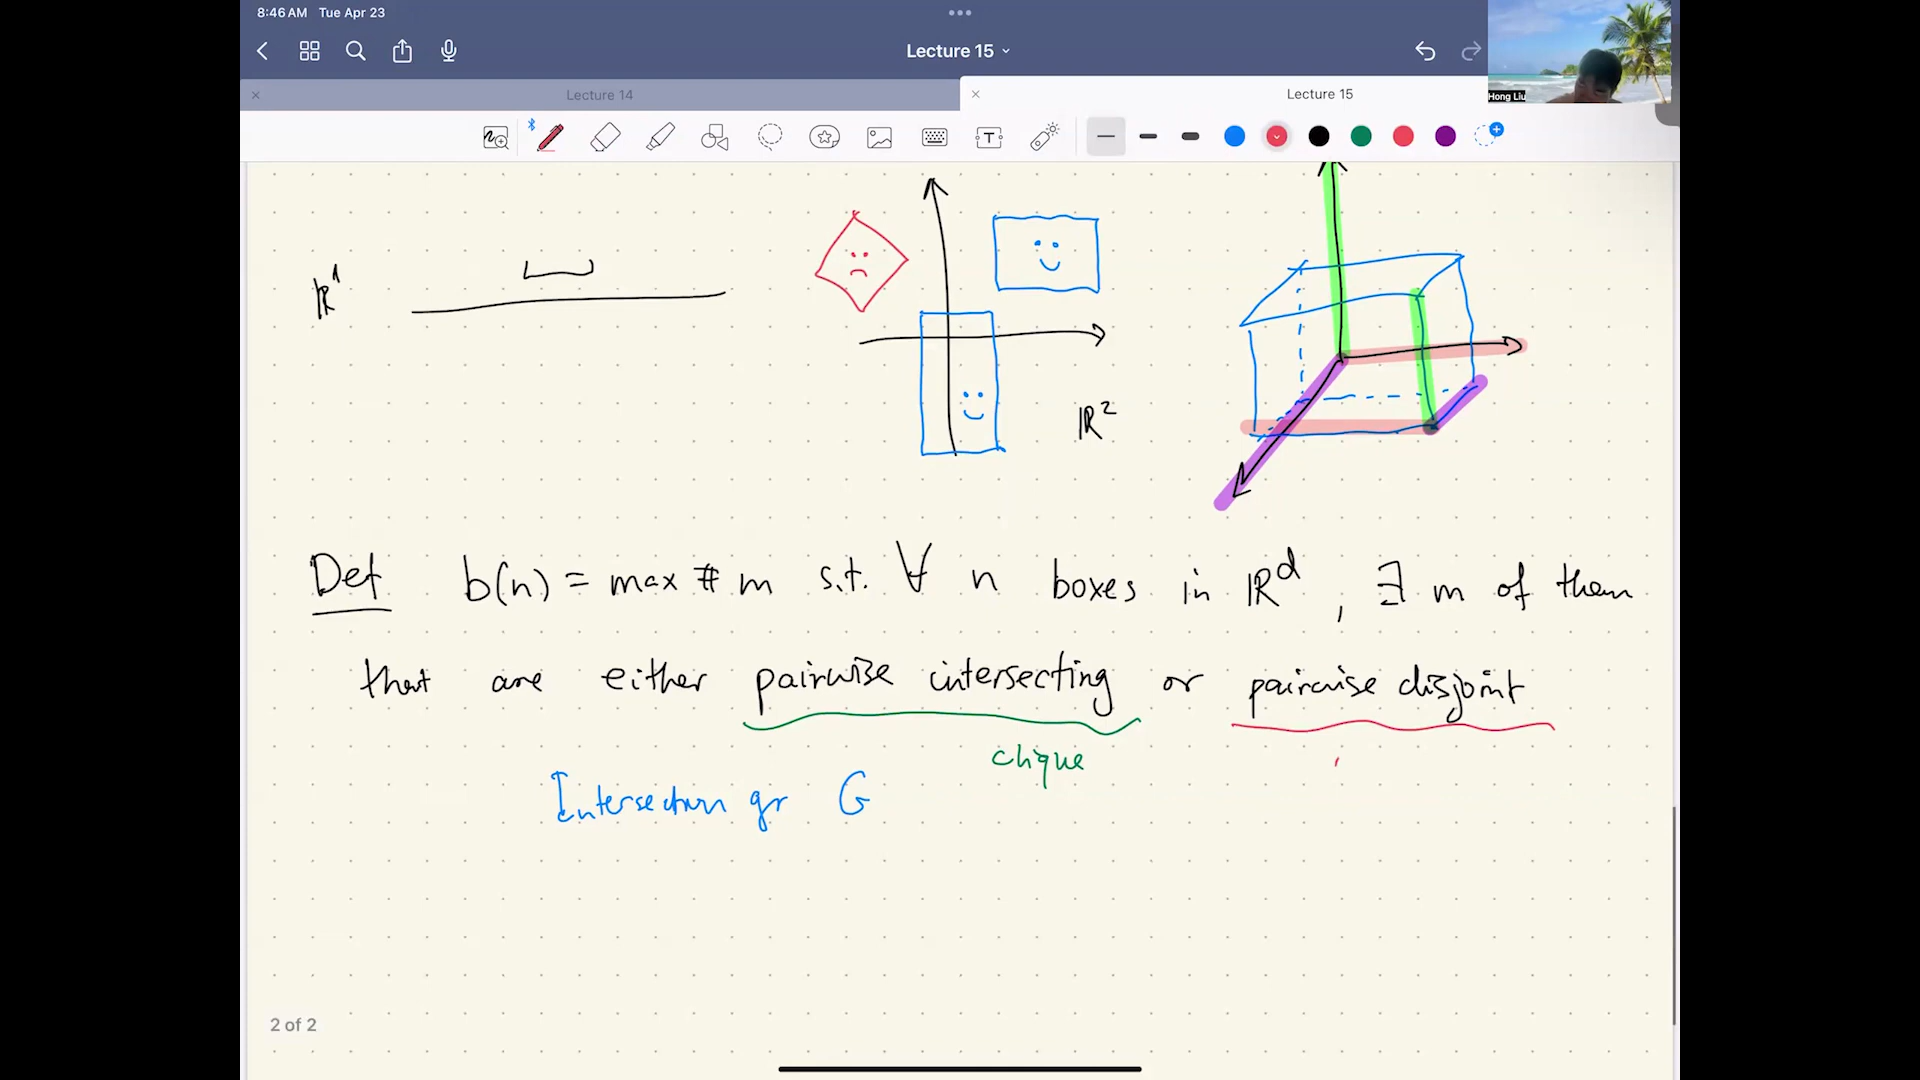 8:46 AM Tue Apr 23
Lecture 15
Hong Liu
Lecture 14
Lecture 15
ℝ¹
ℝ²
Def b(n) = max # m s.t. ∀ n boxes in ℝᵈ, ∃ m of them
that are either pairwise intersecting or pairwise disjoint
clique
Intersection gr G
2 of 2